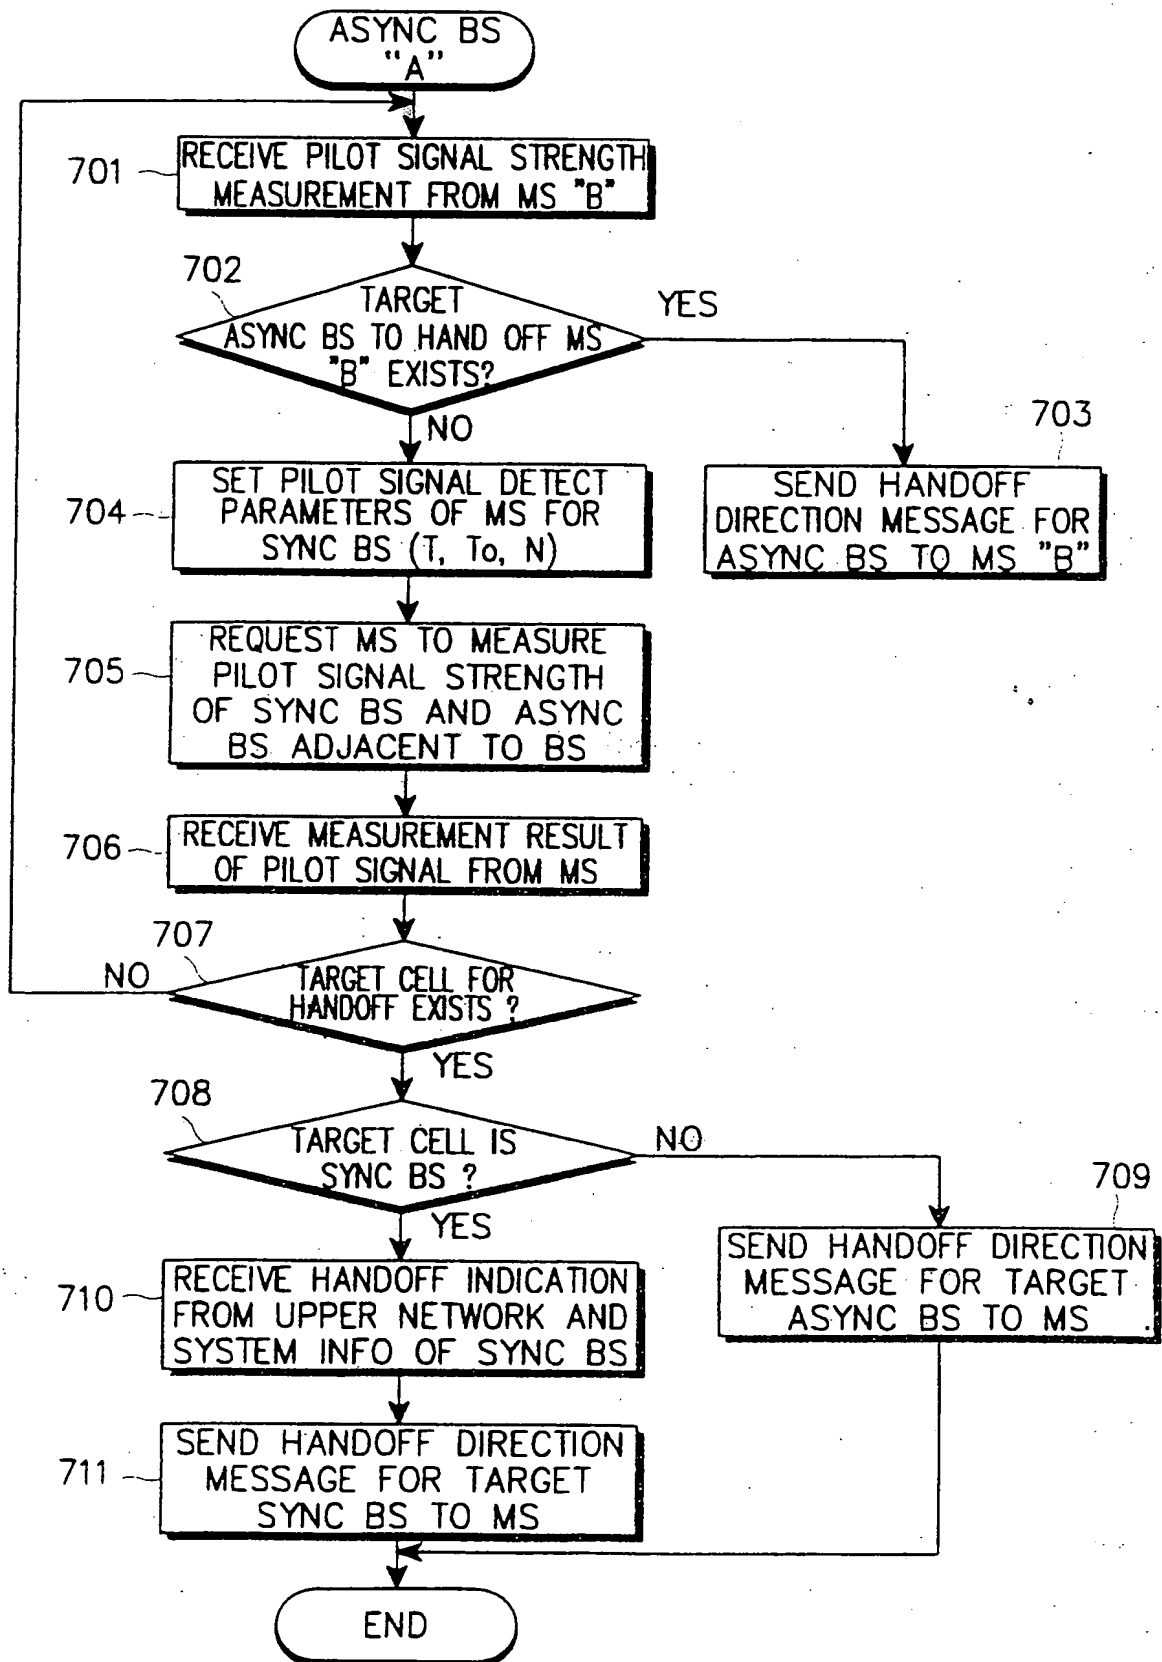 ASYNC BS
"A"
701
RECEIVE PILOT SIGNAL STRENGTH
MEASUREMENT FROM MS "B"
702
TARGET
ASYNC BS TO HAND OFF MS
"B" EXISTS?
YES
NO
703
SEND HANDOFF
DIRECTION MESSAGE FOR
ASYNC BS TO MS "B"
704
SET PILOT SIGNAL DETECT
PARAMETERS OF MS FOR
SYNC BS (T, To, N)
705
REQUEST MS TO MEASURE
PILOT SIGNAL STRENGTH
OF SYNC BS AND ASYNC
BS ADJACENT TO BS
706
RECEIVE MEASUREMENT RESULT
OF PILOT SIGNAL FROM MS
707
NO
TARGET CELL FOR
HANDOFF EXISTS ?
YES
708
TARGET CELL IS
SYNC BS ?
NO
YES
709
SEND HANDOFF DIRECTION
MESSAGE FOR TARGET
ASYNC BS TO MS
710
RECEIVE HANDOFF INDICATION
FROM UPPER NETWORK AND
SYSTEM INFO OF SYNC BS
711
SEND HANDOFF DIRECTION
MESSAGE FOR TARGET
SYNC BS TO MS
END